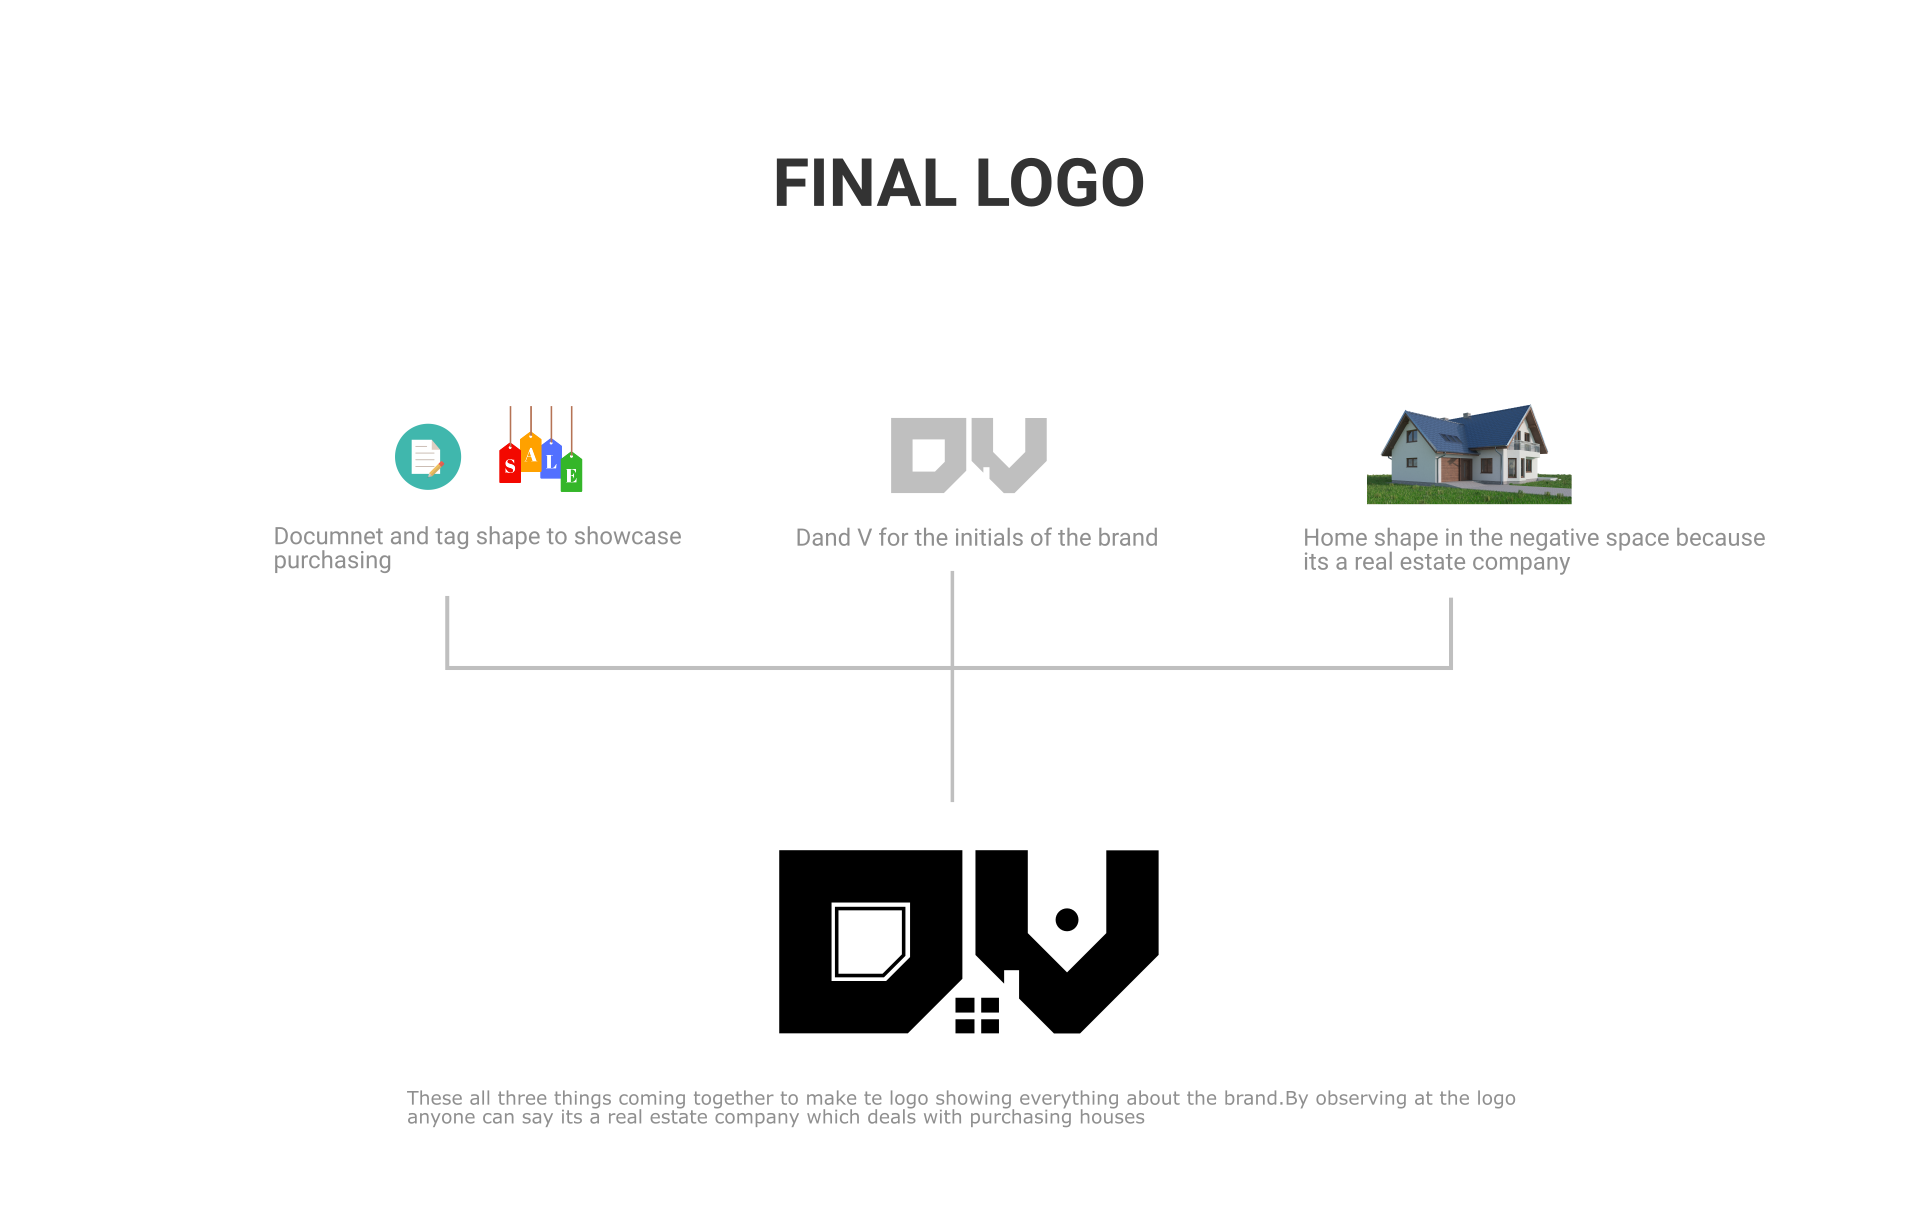 FINAL LOGO
S A L E
DV
Documnet and tag shape to showcase
purchasing
Dand V for the initials of the brand
Home shape in the negative space because
its a real estate company
DV
These all three things coming together to make te logo showing everything about the brand.By observing at the logo
anyone can say its a real estate company which deals with purchasing houses